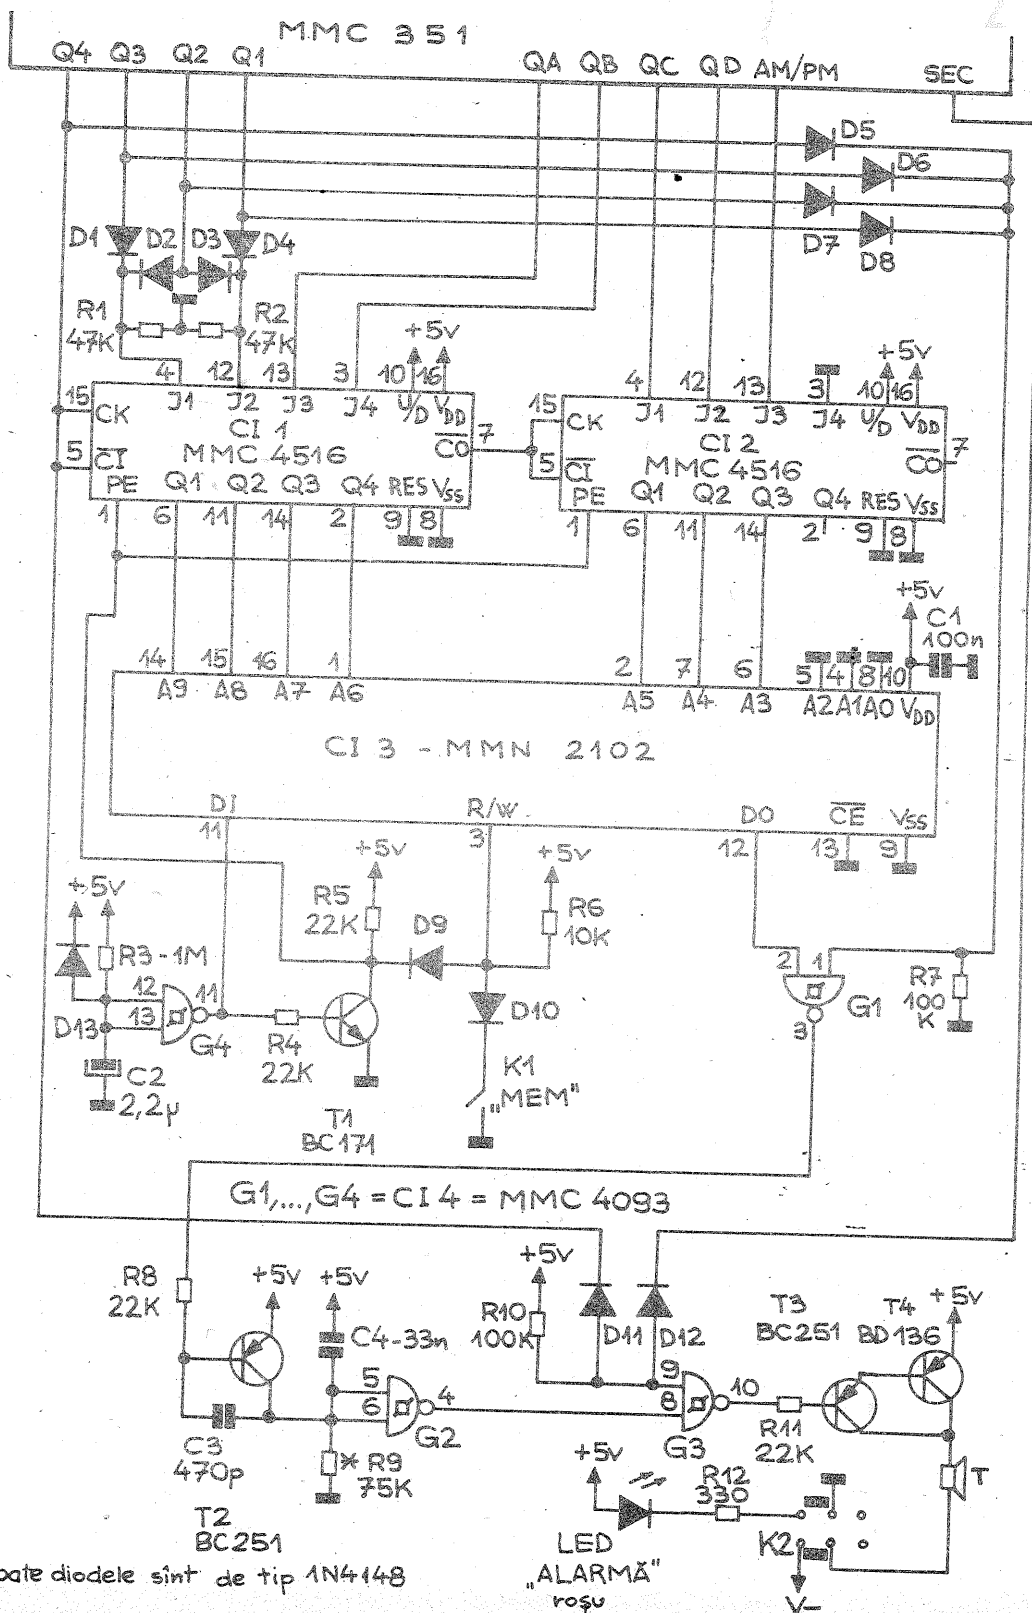 MMC 351
Q4 Q3 Q2 Q1 QA QB QC QD AM/PM SEC
D5
D6
D7 D8
D1 D2 D3 D4
R1 47K
R2 47K
+5v
+5v
4 12 13 3 10 16
4 12 13 3 10 16
15 CK J1 J2 J3 J4 U/D VDD
CI 1
MMC 4516
5 CI CO 7
PE Q1 Q2 Q3 Q4 RES VSS
1 6 11 14 2 9 8
15 CK J1 J2 J3 J4 U/D VDD
CI 2
MMC 4516
5 CI CO 7
PE Q1 Q2 Q3 Q4 RES VSS
1 6 11 14 2 9 8
+5v
C1
100n
14 15 16 1 2 7 6 5 4 8 10
A9 A8 A7 A6 A5 A4 A3 A2 A1 A0 VDD
CI 3 - MMN 2102
DI R/W DO CE VSS
11 3 12 13 9
+5v
+5v
+5v
R5
22K
D9
R6
10K
R3-1M
12
13
11
D13
G4
R4
22K
C2
2,2µ
T1
BC171
D10
K1
"MEM"
2 1
G1
3
R7
100
K
G1,...,G4 = CI 4 = MMC 4093
R8
22K
+5v
+5v
C4-33n
5
6
4
G2
C3
470p
* R9
75K
T2
BC251
+5v
R10
100K
D11 D12
9
8
10
G3
R11
22K
T3
BC251
T4
BD136
+5v
T
+5v
R12
330
K2
LED
„ALARMĂ"
roşu
V-
oate diodele sînt de tip 1N4148